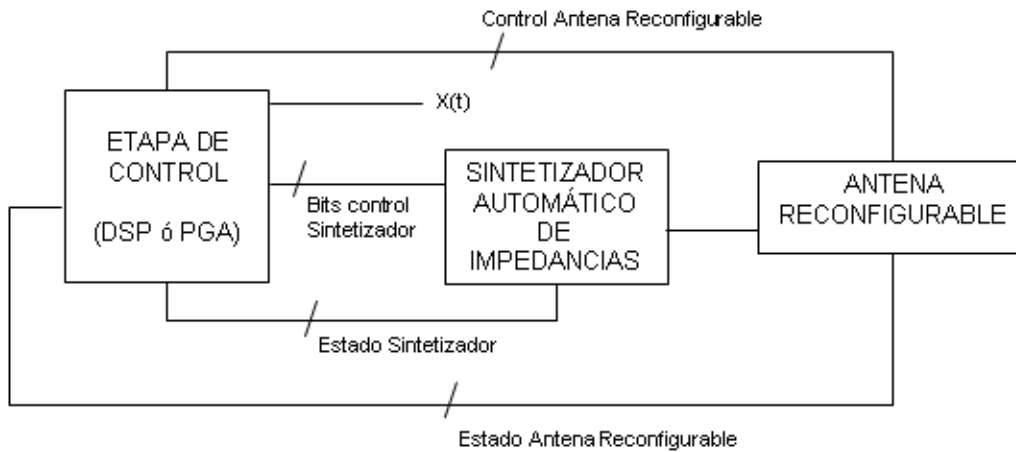 Control Antena Reconfigurable
X(t)
ETAPA DE
CONTROL
(DSP ó PGA)
Bits control
Sintetizador
SINTETIZADOR
AUTOMÁTICO
DE
IMPEDANCIAS
ANTENA
RECONFIGURABLE
Estado Sintetizador
Estado Antena Reconfigurable